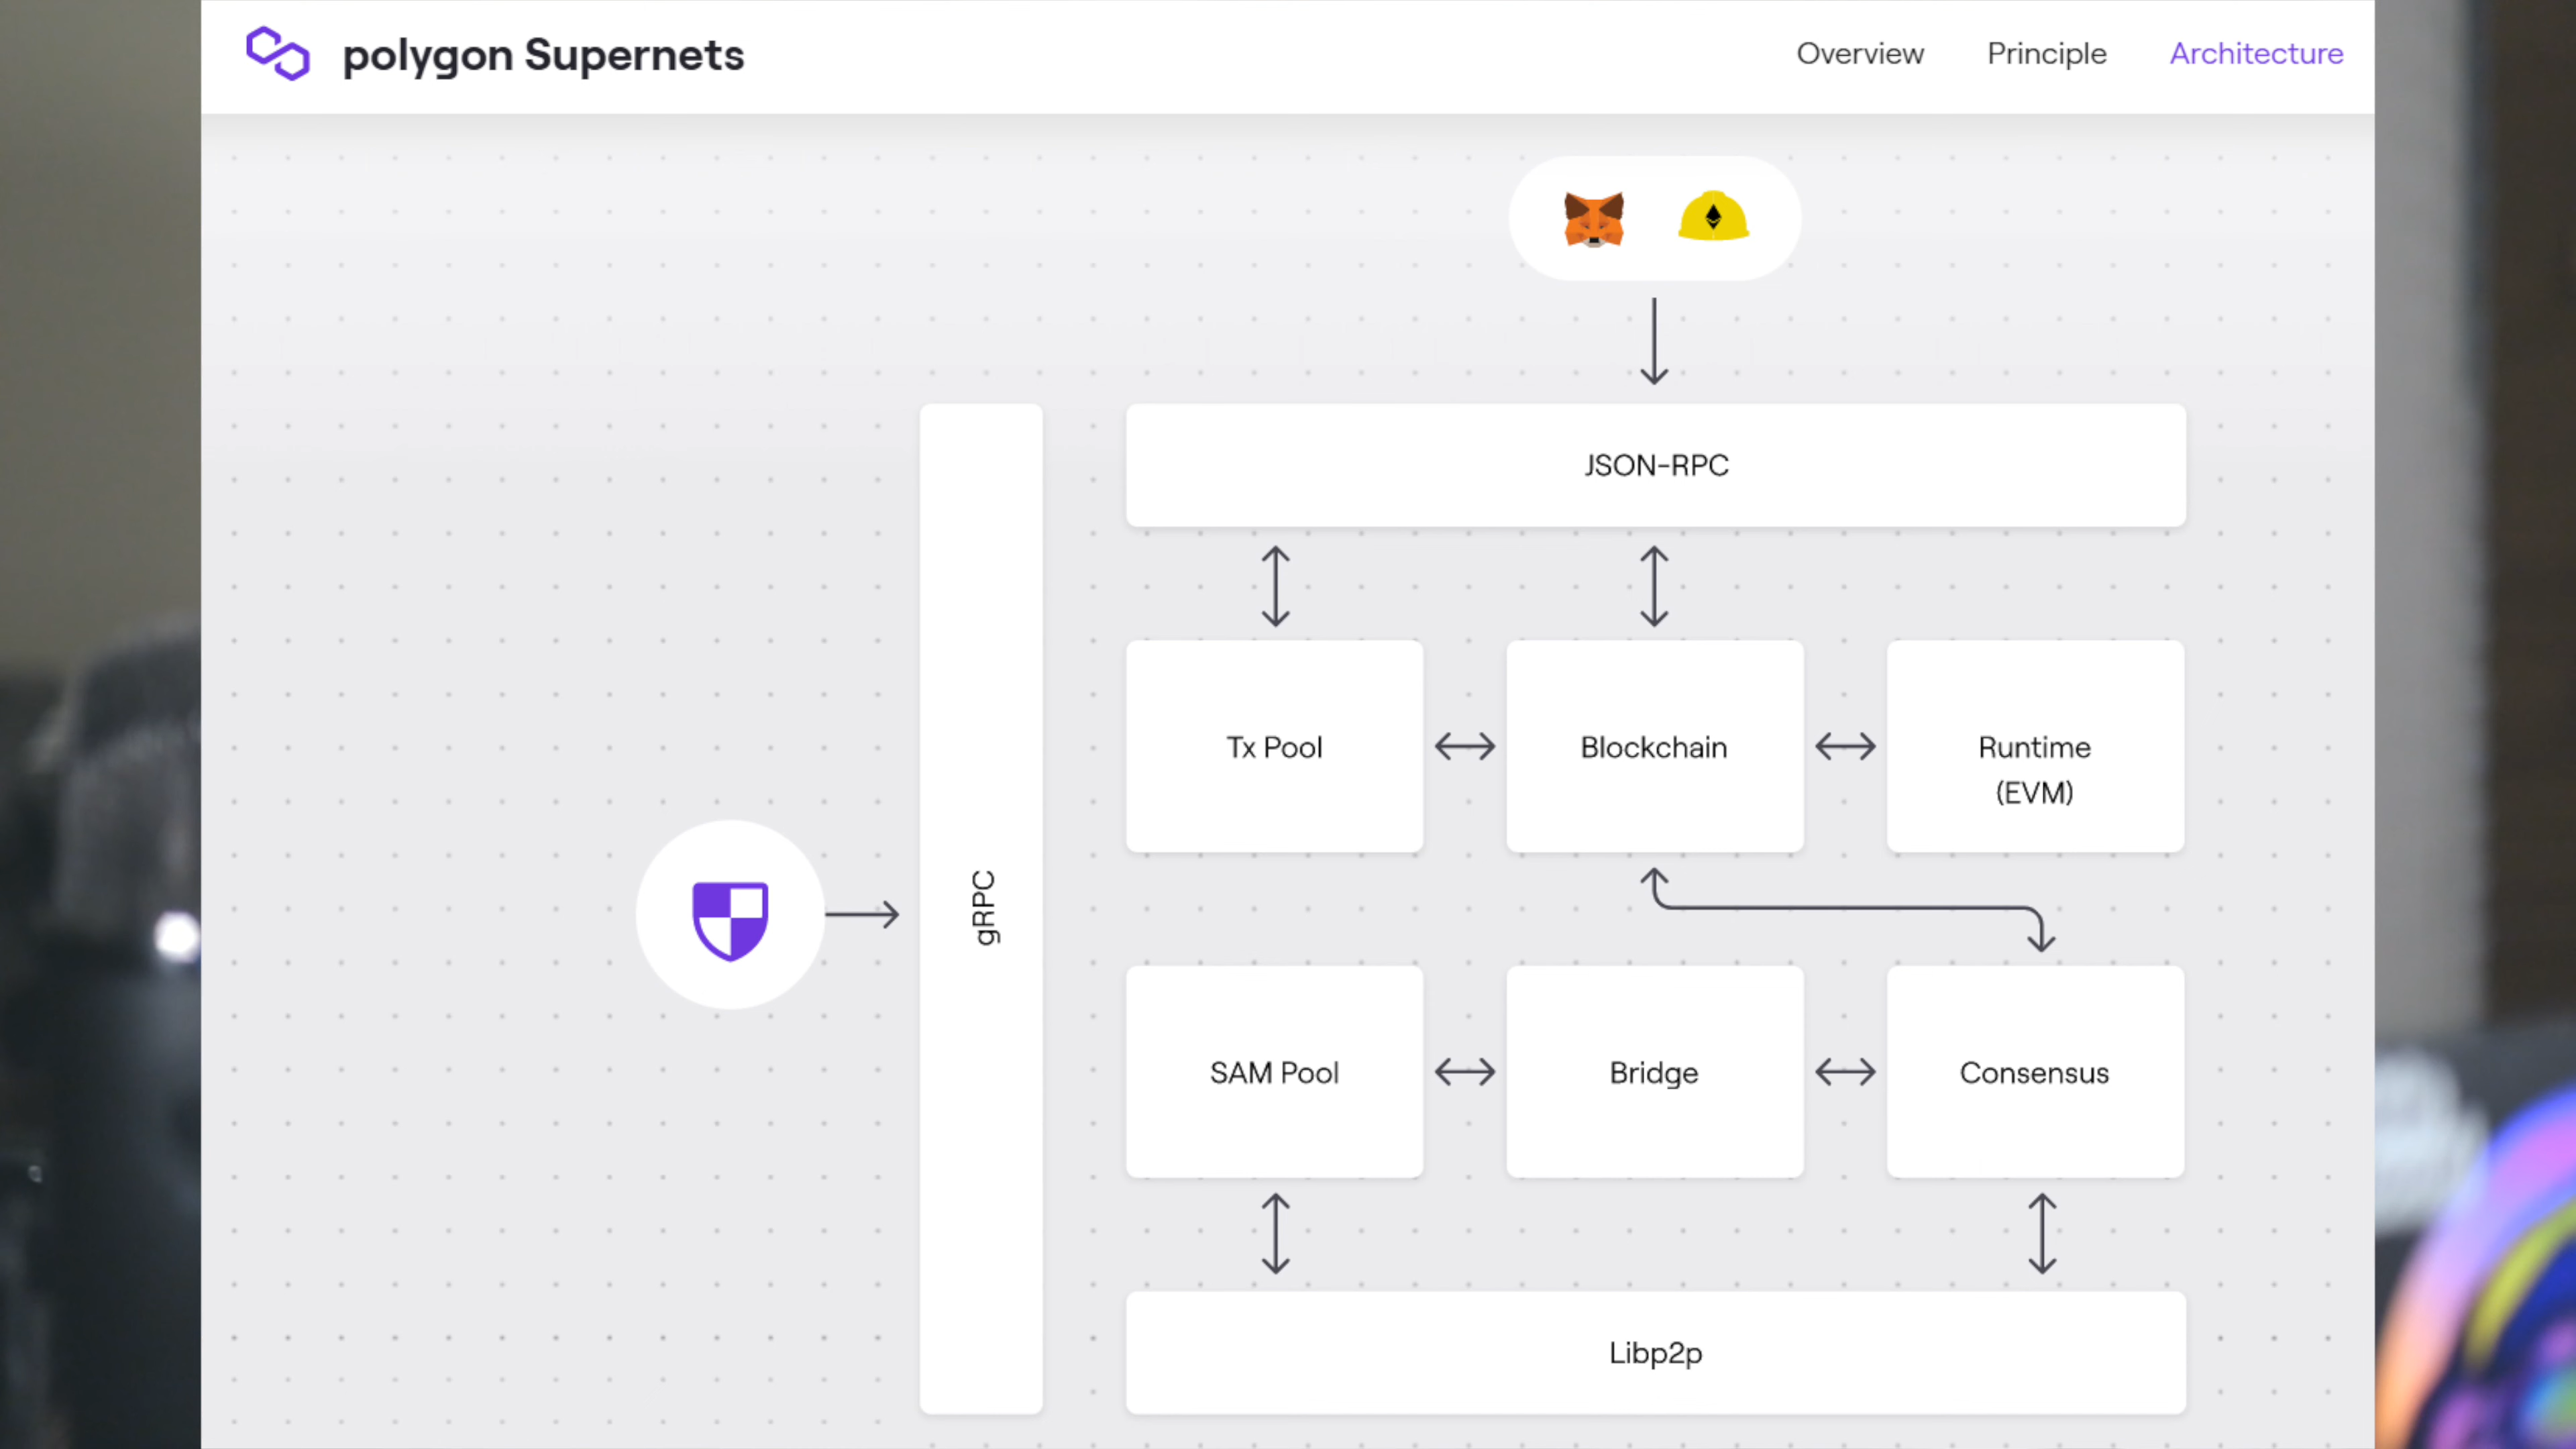 polygon Supernets
Overview Principle Architecture
JSON-RPC
gRPC
Tx Pool
Blockchain
Runtime
(EVM)
SAM Pool
Bridge
Consensus
Libp2p